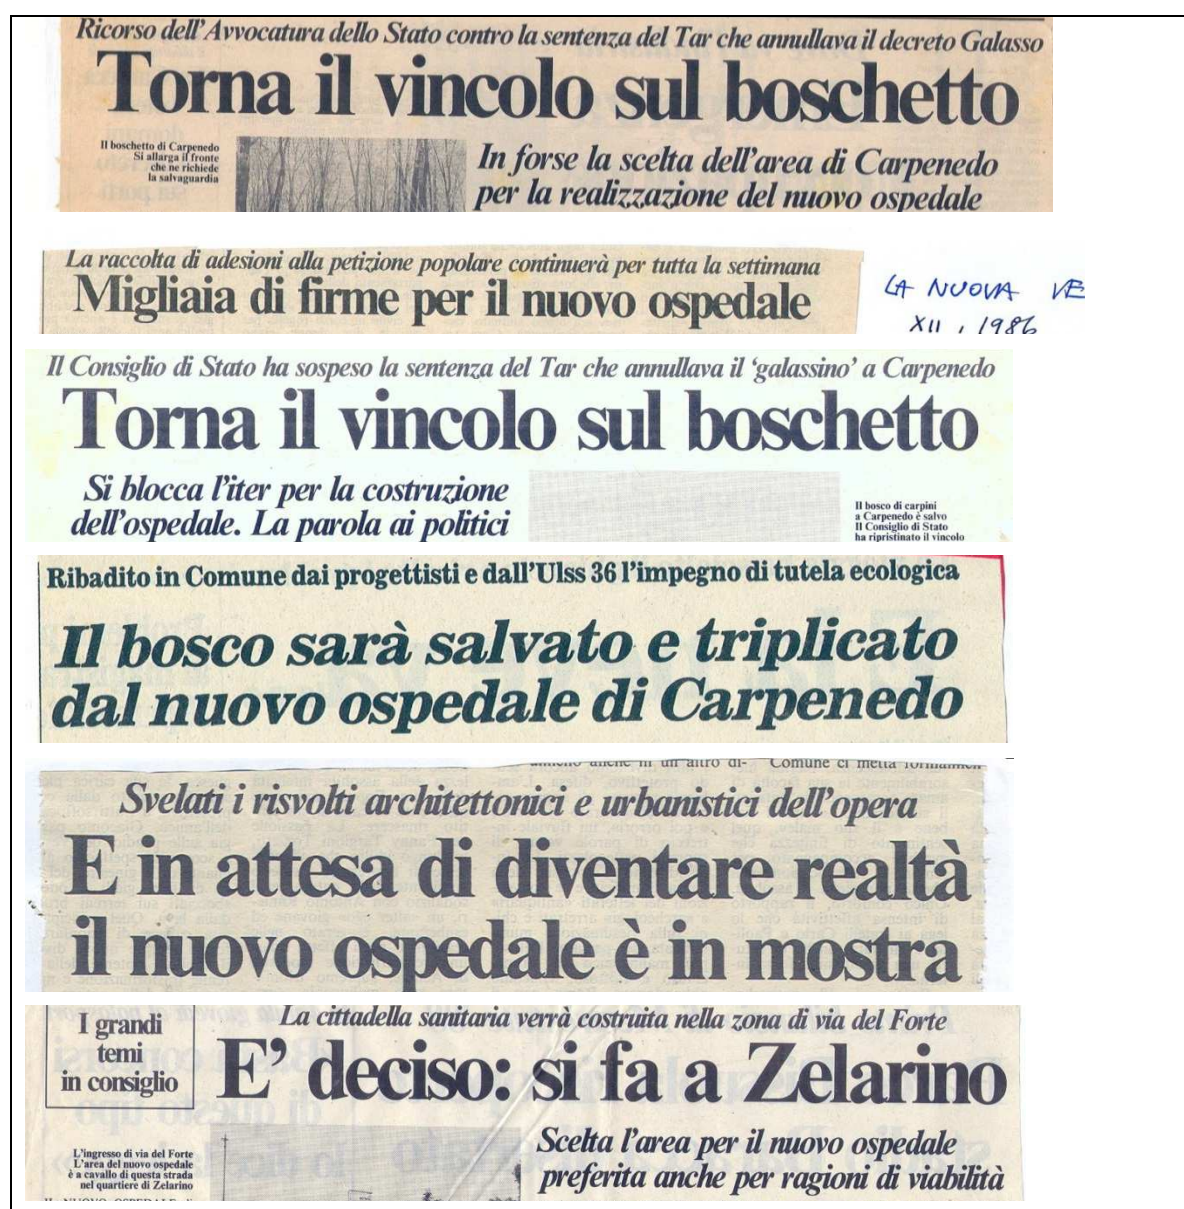 Ricorso dell'Avvocatura dello Stato contro la sentenza del Tar che annullava il decreto Galasso
Torna il vincolo sul boschetto
Il boschetto di Carpenedo
Si allarga il fronte
che ne richiede
la salvaguardia
In forse la scelta dell'area di Carpenedo
per la realizzazione del nuovo ospedale
La raccolta di adesioni alla petizione popolare continuerà per tutta la settimana
Migliaia di firme per il nuovo ospedale
LA NUOVA VE
XII, 1986
Il Consiglio di Stato ha sospeso la sentenza del Tar che annullava il 'galassino' a Carpenedo
Torna il vincolo sul boschetto
Si blocca l'iter per la costruzione
dell'ospedale. La parola ai politici
Il bosco di carpini
a Carpenedo è salvo
Il Consiglio di Stato
ha ripristinato il vincolo
Ribadito in Comune dai progettisti e dall'Ulss 36 l'impegno di tutela ecologica
Il bosco sarà salvato e triplicato
dal nuovo ospedale di Carpenedo
anche in un altro di- Comune ci metta
Svelati i risvolti architettonici e urbanistici dell'opera
E in attesa di diventare realtà
il nuovo ospedale è in mostra
I grandi
temi
in consiglio
La cittadella sanitaria verrà costruita nella zona di via del Forte
E' deciso: si fa a Zelarino
L'ingresso di via del Forte
L'area del nuovo ospedale
è a cavallo di questa strada
nel quartiere di Zelarino
Scelta l'area per il nuovo ospedale
preferita anche per ragioni di viabilità